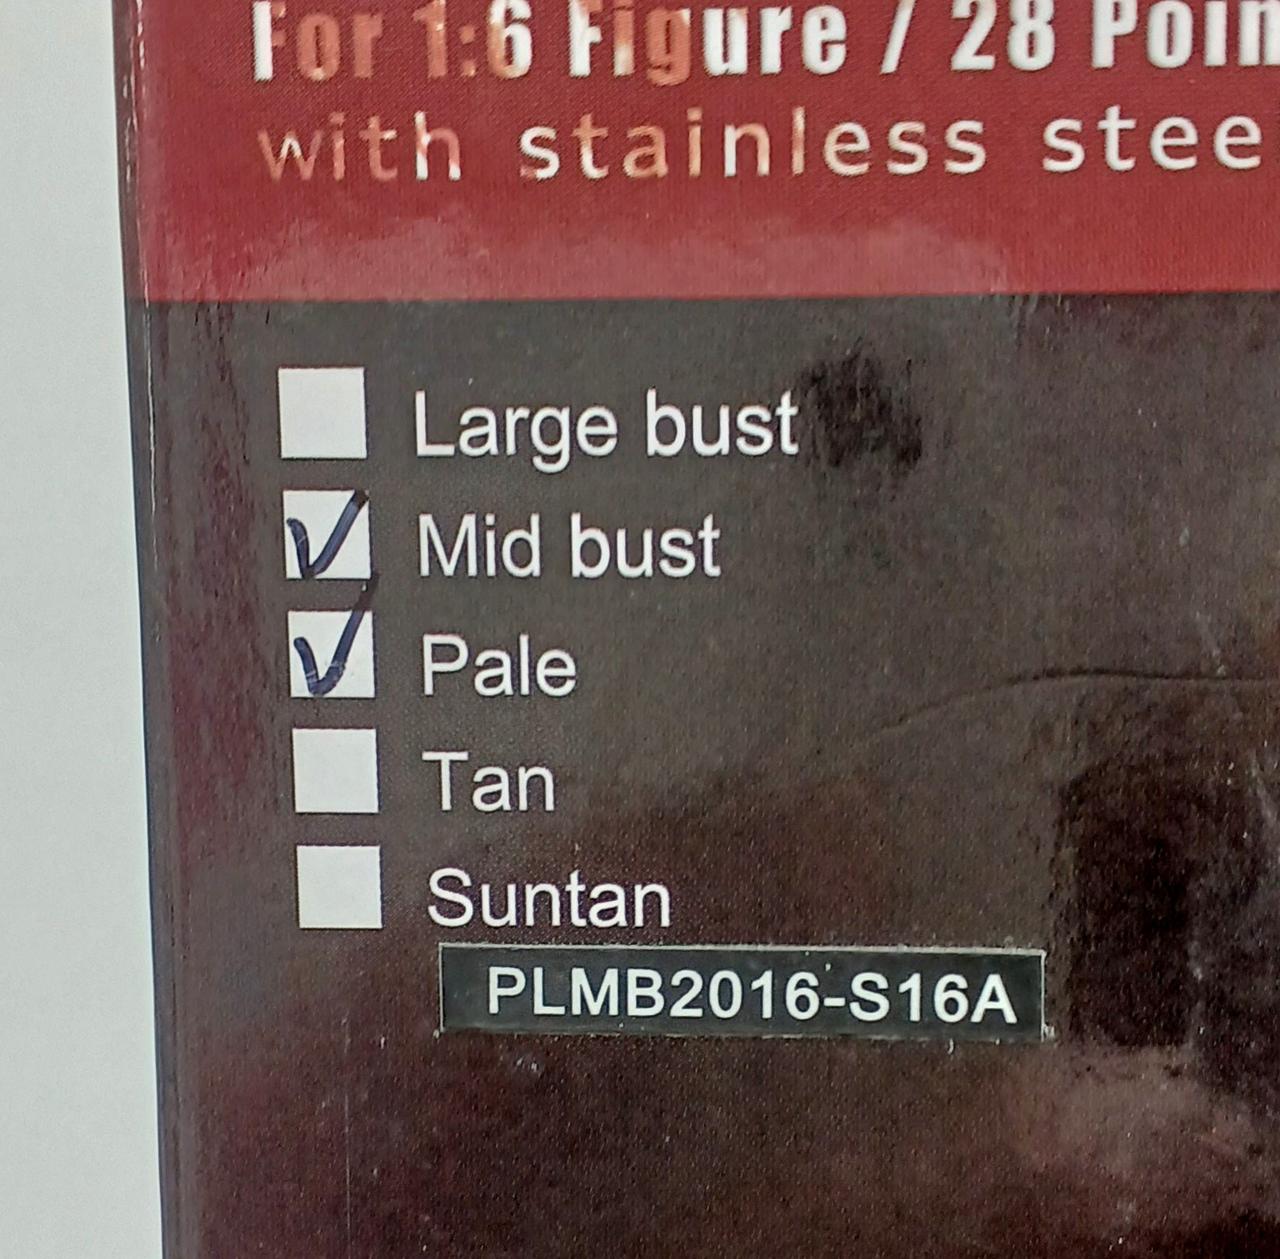 For 1:6 Figure / 28 Poin
with stainless stee
Large bust
Mid bust
Pale
Tan
Suntan
PLMB2016-S16A